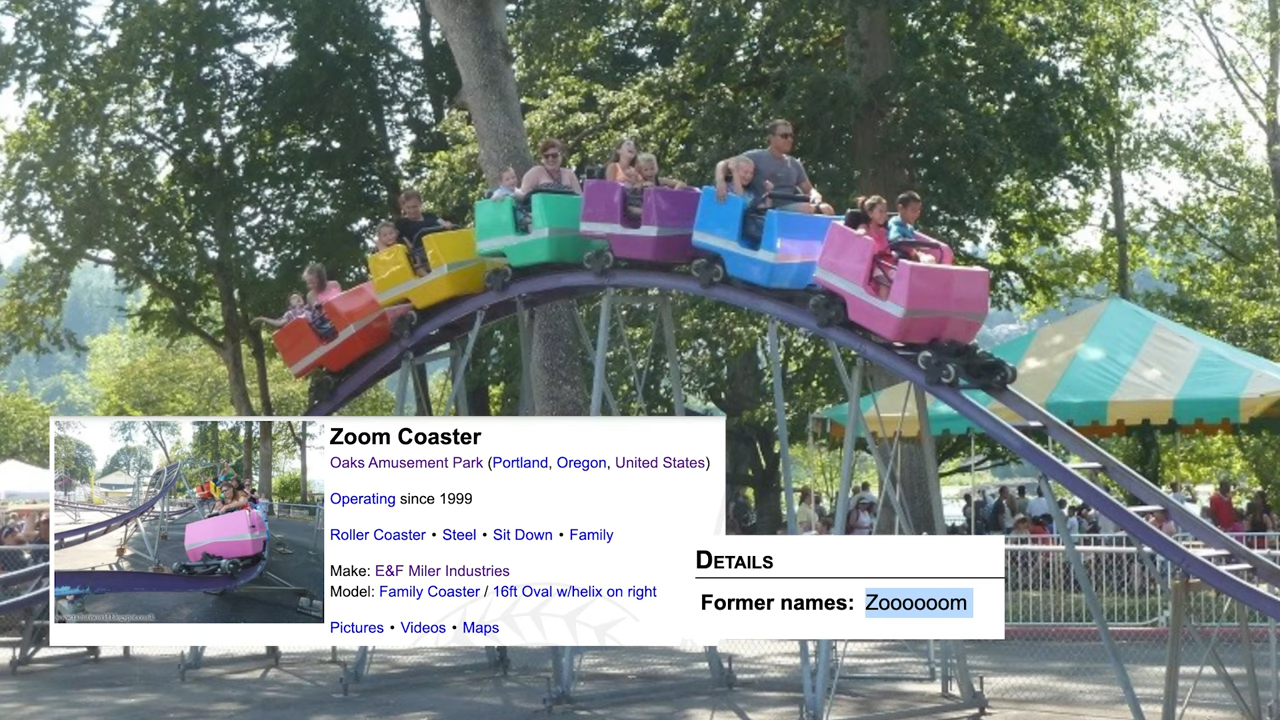 Zoom Coaster
Oaks Amusement Park (Portland, Oregon, United States)
Operating since 1999
Roller Coaster • Steel • Sit Down • Family
Make: E&F Miler Industries
Model: Family Coaster / 16ft Oval w/helix on right
Pictures • Videos • Maps
DETAILS
Former names: Zoooooom